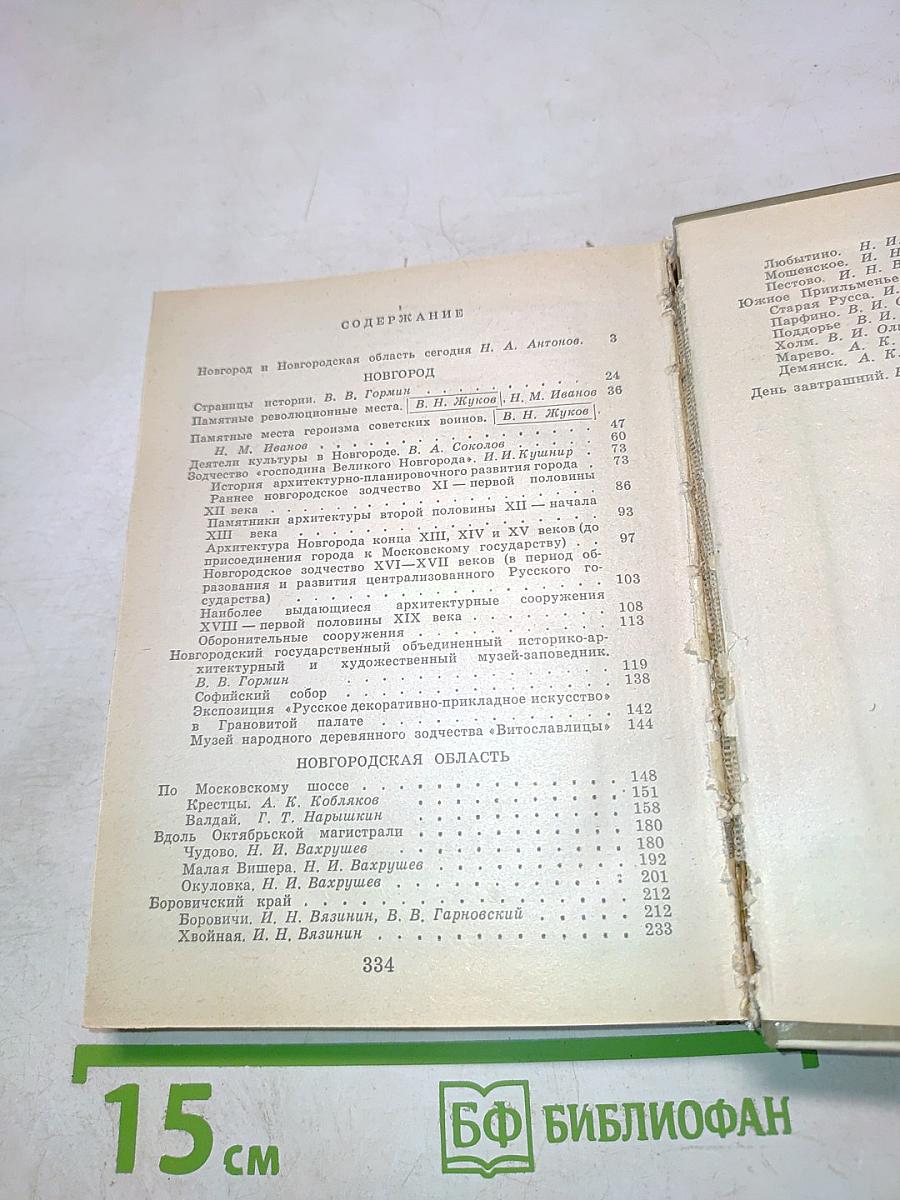 СОДЕРЖАНИЕ
Новгород и Новгородская область сегодня Н. А. Антонов. 3
НОВГОРОД
Страницы истории. В. В. Гормин . . . . . . . . . . 24
Памятные революционные места. В. Н. Жуков, Н. М. Иванов 36
Памятные места героизма советских воинов. В. Н. Жуков.
Н. М. Иванов . . . . . . . . . . . . . . . 47
Деятели культуры в Новгороде. В. А. Соколов . . . . . . 60
Зодчество «господина Великого Новгорода». И. И. Кушнир . 73
История архитектурно-планировочного развития города . 73
Раннее новгородское зодчество XI — первой половины
XII века . . . . . . . . . . . . . . . . . 86
Памятники архитектуры второй половины XII — начала
XIII века . . . . . . . . . . . . . . . . 93
Архитектура Новгорода конца XIII, XIV и XV веков (до
присоединения города к Московскому государству) . . 97
Новгородское зодчество XVI—XVII веков (в период об-
разования и развития централизованного Русского го-
сударства) . . . . . . . . . . . . . . . . 103
Наиболее выдающиеся архитектурные сооружения
XVIII — первой половины XIX века . . . . . . . . 108
Оборонительные сооружения . . . . . . . . . . . 113
Новгородский государственный объединенный историко-ар-
хитектурный и художественный музей-заповедник.
В. В. Гормин . . . . . . . . . . . . . . . 119
Софийский собор . . . . . . . . . . . . . . 138
Экспозиция «Русское декоративно-прикладное искусство»
в Грановитой палате . . . . . . . . . . . . . 142
Музей народного деревянного зодчества «Витославлицы» 144
НОВГОРОДСКАЯ ОБЛАСТЬ
По Московскому шоссе . . . . . . . . . . . . . 148
Крестцы. А. К. Кобляков . . . . . . . . . . . 151
Валдай. Г. Т. Нарышкин . . . . . . . . . . . 158
Вдоль Октябрьской магистрали . . . . . . . . . . 180
Чудово. Н. И. Вахрушев . . . . . . . . . . . 180
Малая Вишера. Н. И. Вахрушев . . . . . . . . . 192
Окуловка. Н. И. Вахрушев . . . . . . . . . . . 201
Боровичский край . . . . . . . . . . . . . . . 212
Боровичи. И. Н. Вязинин, В. В. Гарновский . . . . . 212
Хвойная. И. Н. Вязинин . . . . . . . . . . . . 233
334
Любытино. Н. И.
Мошенское. И. Н
Пестово. И. Н. В
Южное Приильменье
Старая Русса. И.
Парфино. В. И. О
Поддорье В. И.
Холм. В. И. Оль
Марево. А. К.
Демянск. А. К.
День завтрашний.
15 см
БФ БИБЛИОФАН